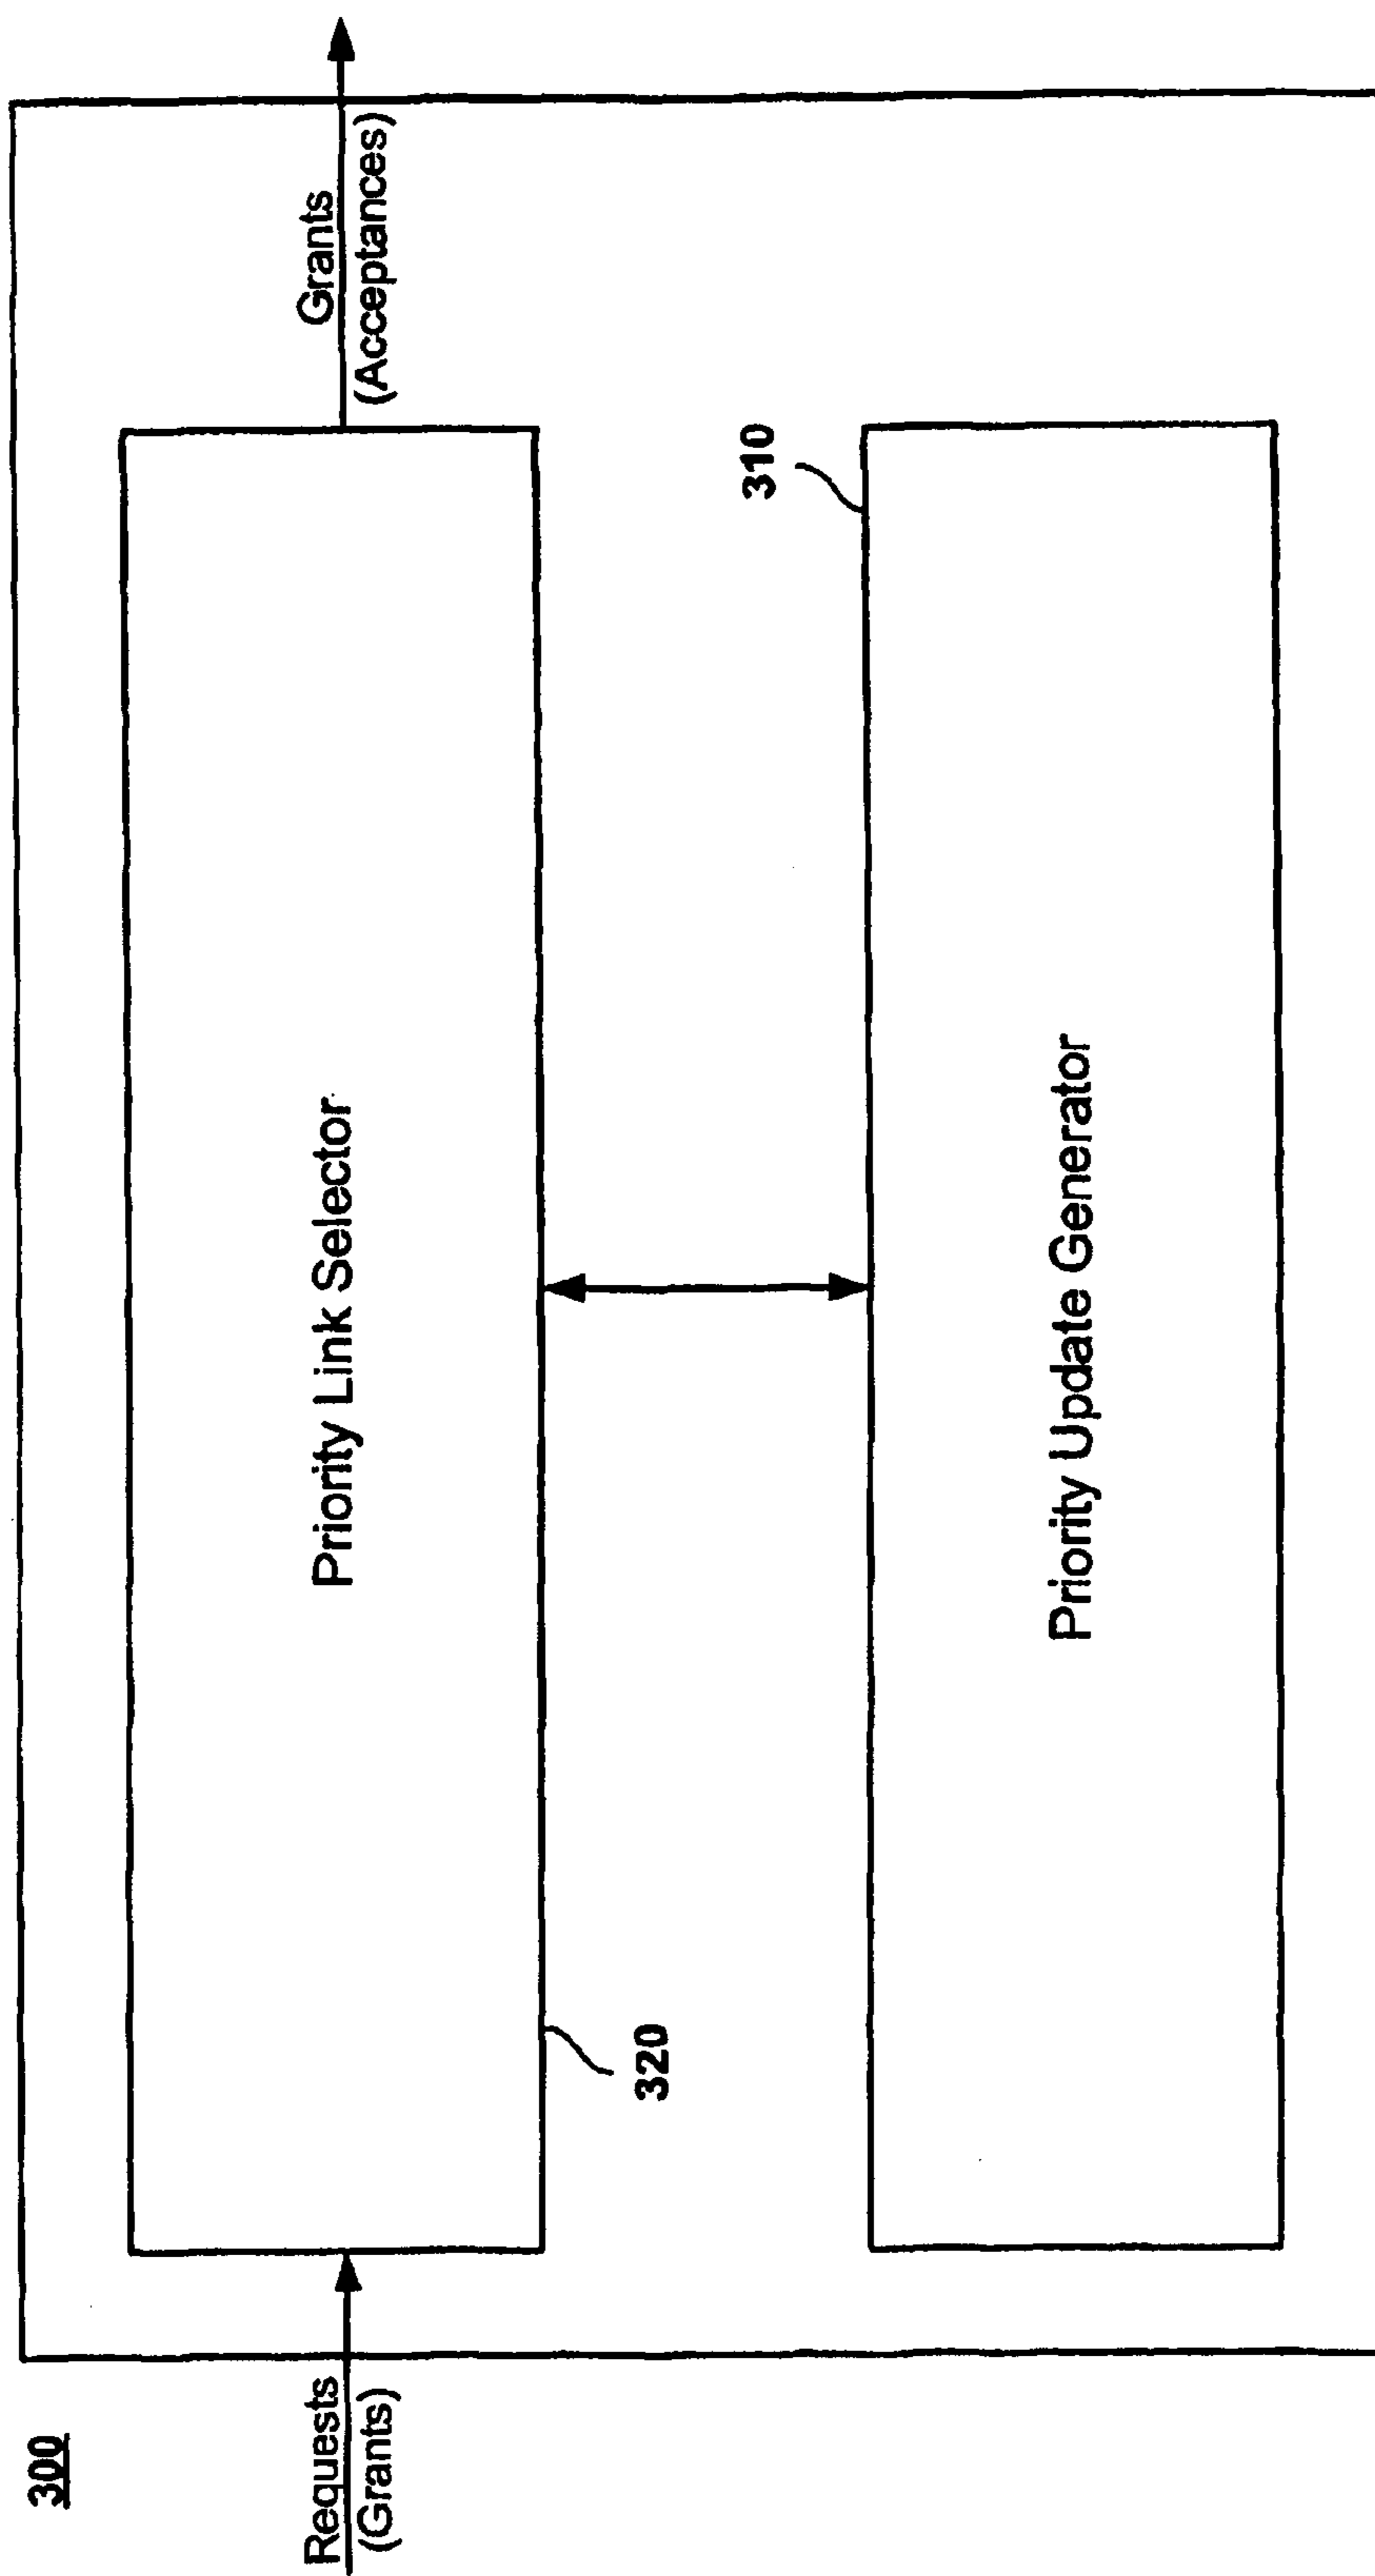 300
Requests
(Grants)
Priority Link Selector
Grants
(Acceptances)
320
310
Priority Update Generator